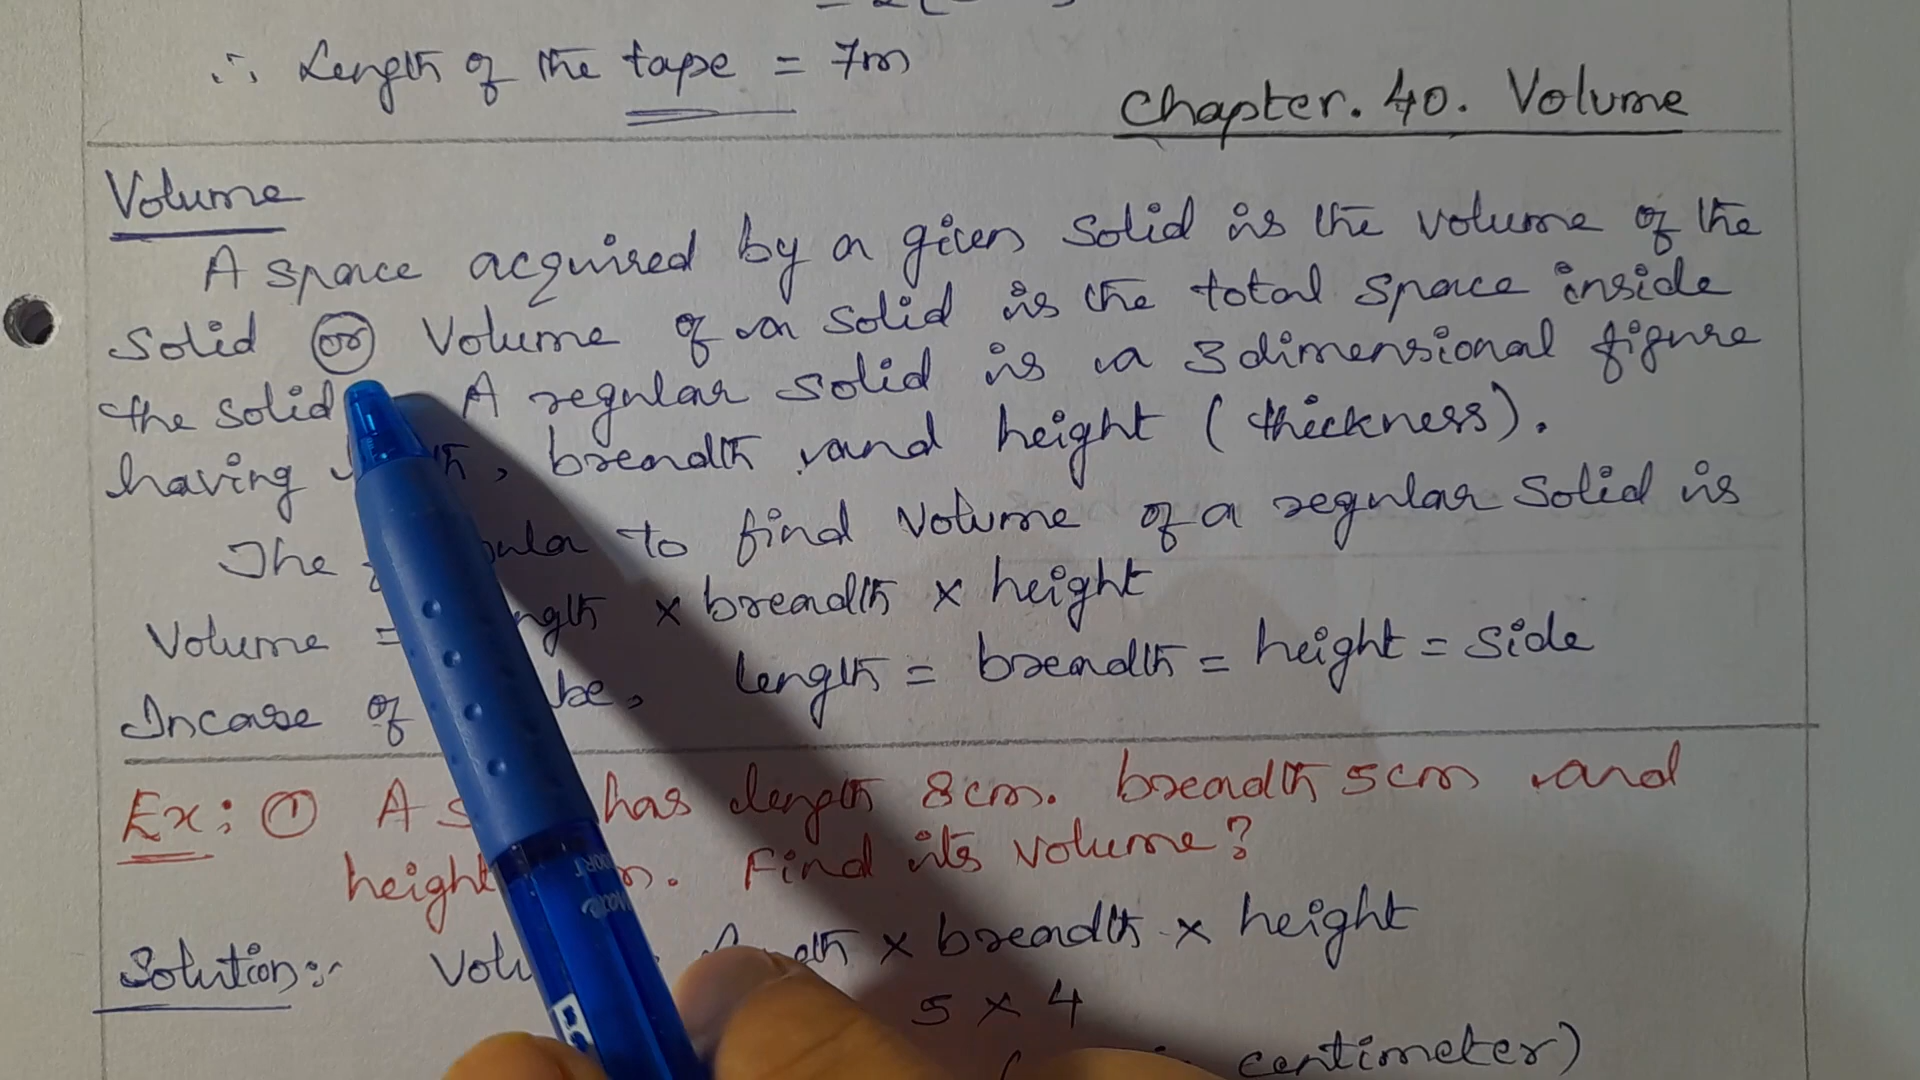 ∴ Length of the tape = 7m
Chapter. 40. Volume
Volume
A space acquired by a given solid is the volume of the
solid or Volume of a solid is the total space inside
the solid A regular solid is a 3 dimensional figure
having , breadth and height (thickness).
The to find Volume of a regular solid is
Volume = × breadth × height
Incase of , length = breadth = height = side
Ex: ① A has length 8cm. breadth 5cm and
height . Find its volume?
Solution:- × breadth × height
5 × 4
centimeter)